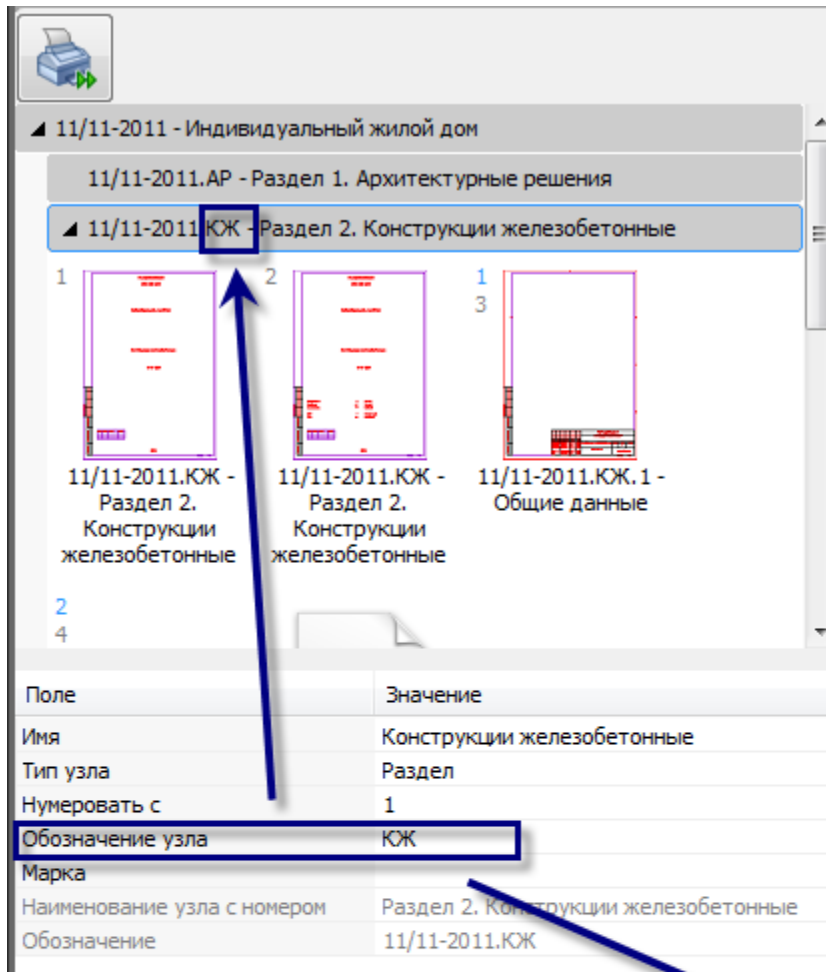 11/11-2011 - Индивидуальный жилой дом
11/11-2011.АР - Раздел 1. Архитектурные решения
11/11-2011 КЖ - Раздел 2. Конструкции железобетонные
1
2
1
3
11/11-2011.КЖ -
Раздел 2.
Конструкции
железобетонные
11/11-2011.КЖ -
Раздел 2.
Конструкции
железобетонные
11/11-2011.КЖ.1 -
Общие данные
2
4
Поле Значение
Имя Конструкции железобетонные
Тип узла Раздел
Нумеровать с 1
Обозначение узла КЖ
Марка
Наименование узла с номером Раздел 2. Конструкции железобетонные
Обозначение 11/11-2011.КЖ